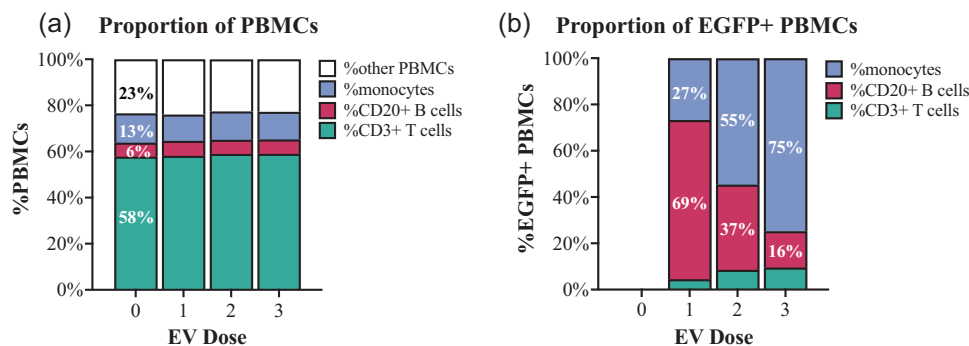 (a) Proportion of PBMCs
%PBMCs
100%
80%
60%
40%
20%
0%
23%
13%
6%
58%
0 1 2 3
EV Dose
%other PBMCs
%monocytes
%CD20+ B cells
%CD3+ T cells
(b) Proportion of EGFP+ PBMCs
%EGFP+ PBMCs
100%
80%
60%
40%
20%
0%
27%
69%
55%
37%
75%
16%
0 1 2 3
EV Dose
%monocytes
%CD20+ B cells
%CD3+ T cells